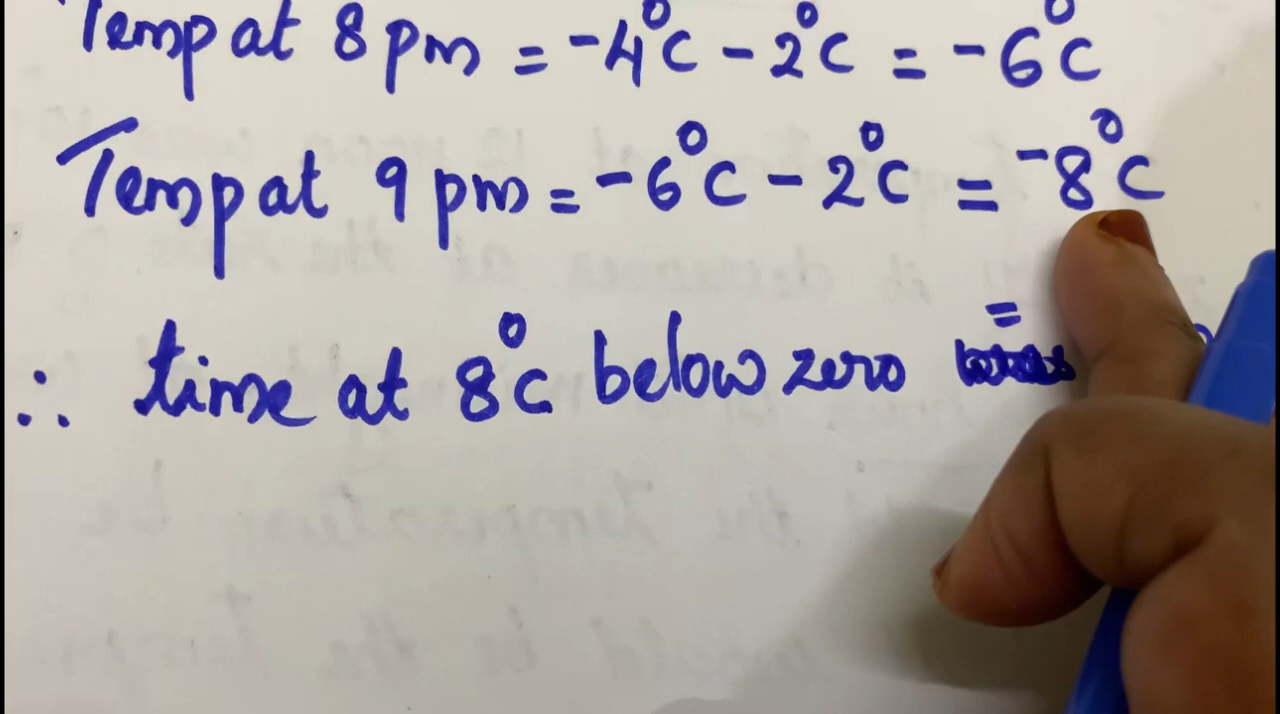 Temp at 8 pm = -4°C - 2°C = -6°C
Temp at 9 pm = -6°C - 2°C = -8°C
∴ time at 8°C below zero =